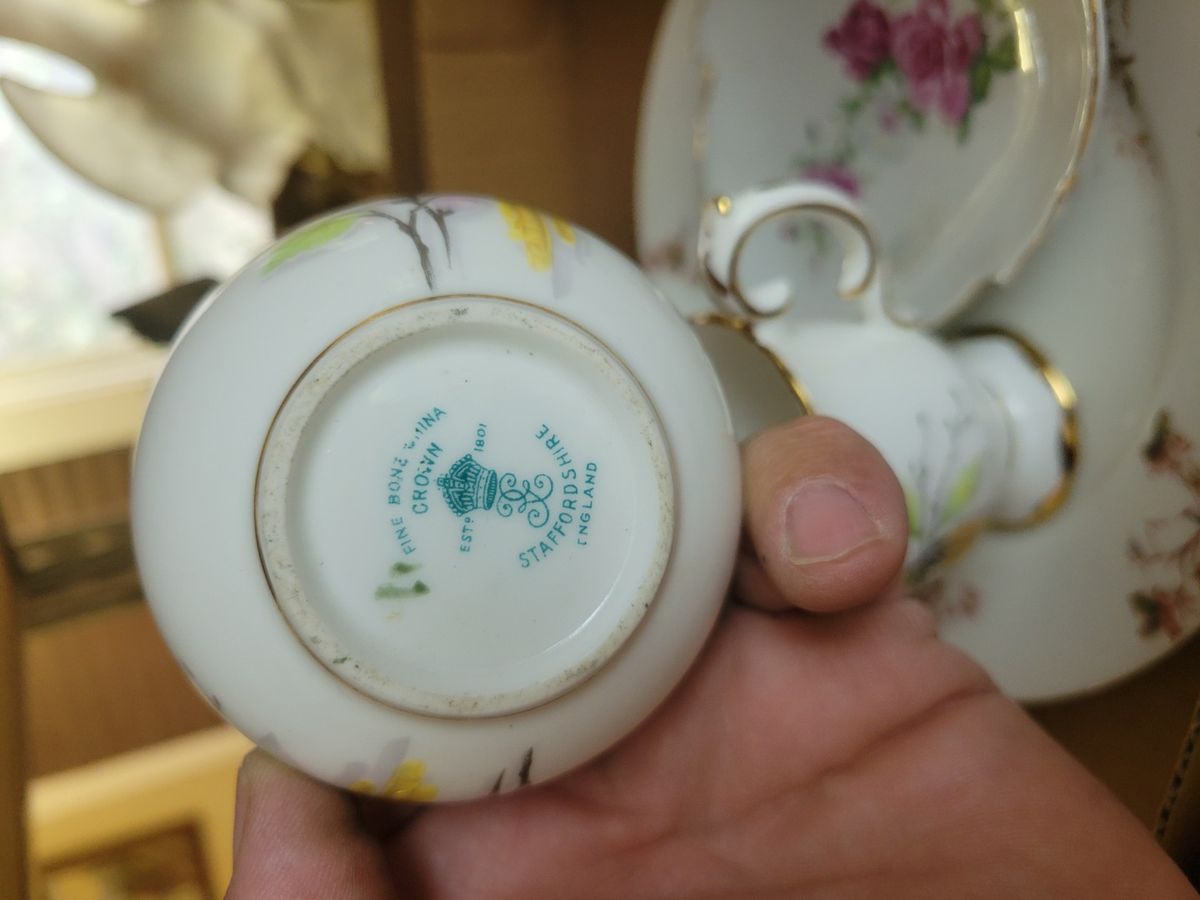 FINE BONE CHINA
CROWN
ESTD 1801
STAFFORDSHIRE
ENGLAND